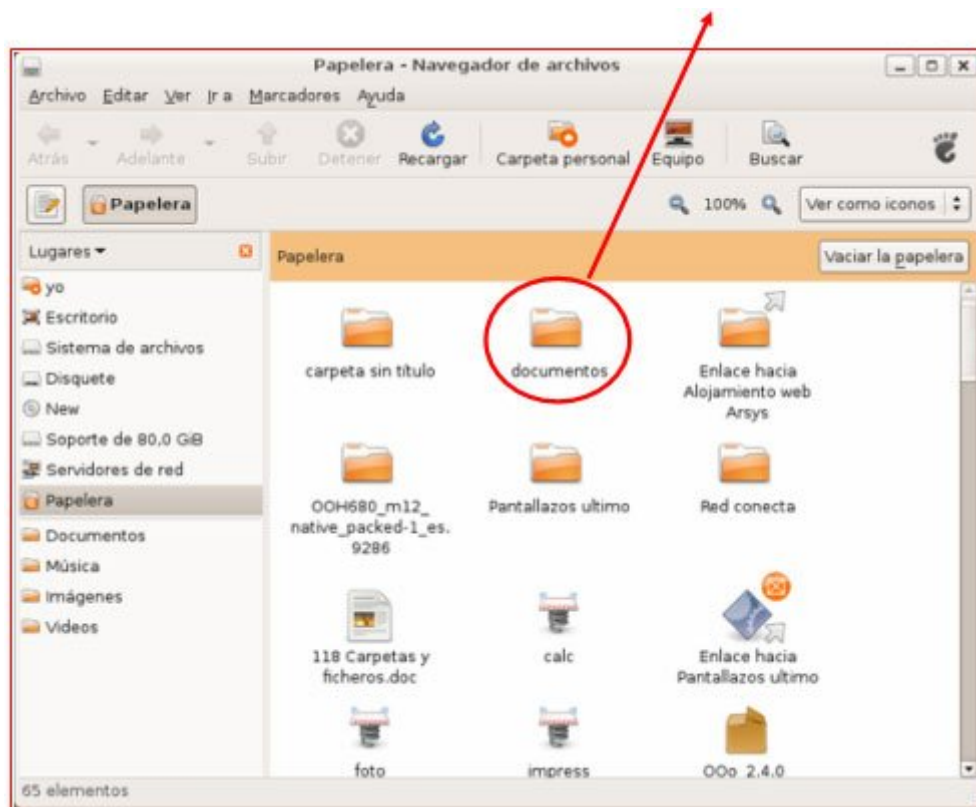 Papelera - Navegador de archivos
Archivo Editar Ver Ir a Marcadores Ayuda
Atrás Adelante Subir Detener Recargar Carpeta personal Equipo Buscar
Papelera 100% Ver como iconos
Lugares
Papelera Vaciar la papelera
yo
Escritorio
Sistema de archivos
Disquete
New
Soporte de 80,0 GiB
Servidores de red
Papelera
Documentos
Música
Imágenes
Videos
carpeta sin título
documentos
Enlace hacia
Alojamiento web
Arsys
OOH680_m12_
native_packed-1_es.
9286
Pantallazos ultimo
Red conecta
118 Carpetas y
ficheros.doc
calc
Enlace hacia
Pantallazos ultimo
foto
impress
OOo_2.4.0
65 elementos